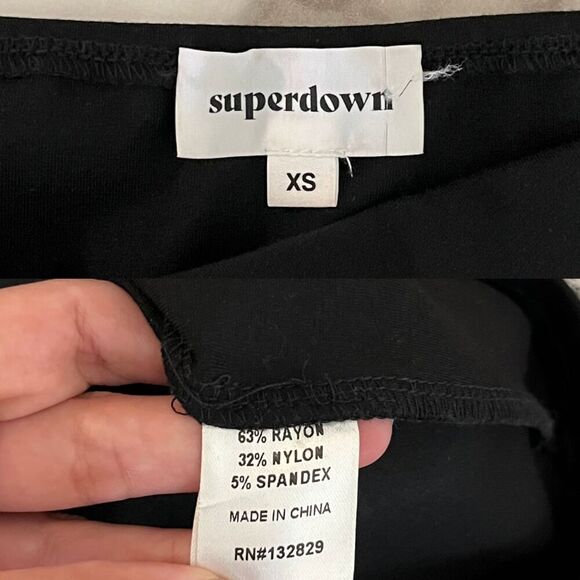 superdown
XS
63% RAYON
32% NYLON
5% SPANDEX
MADE IN CHINA
RN#132829